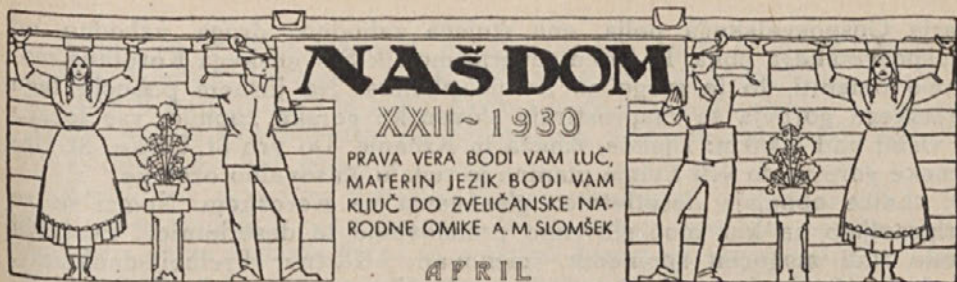 NAŠ DOM
XXII ~ 1930
PRAVA VERA BODI VAM LUČ,
MATERIN JEZIK BODI VAM
KLJUČ DO ZVELIČANSKE NA-
RODNE OMIKE A. M. SLOMŠEK
APRIL